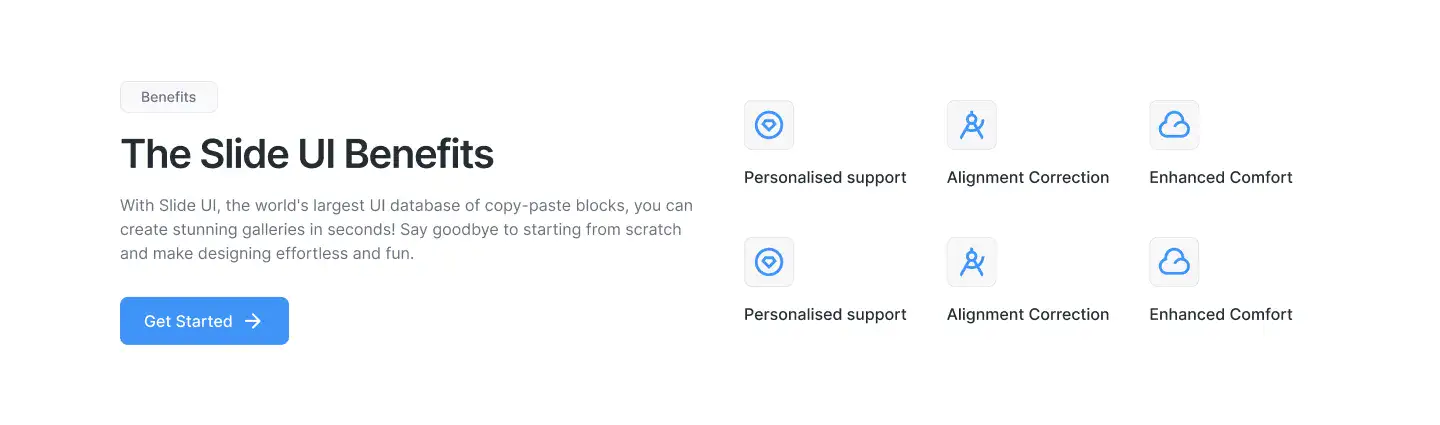 Benefits
The Slide UI Benefits
With Slide UI, the world's largest UI database of copy-paste blocks, you can
create stunning galleries in seconds! Say goodbye to starting from scratch
and make designing effortless and fun.
Get Started
Personalised support
Alignment Correction
Enhanced Comfort
Personalised support
Alignment Correction
Enhanced Comfort